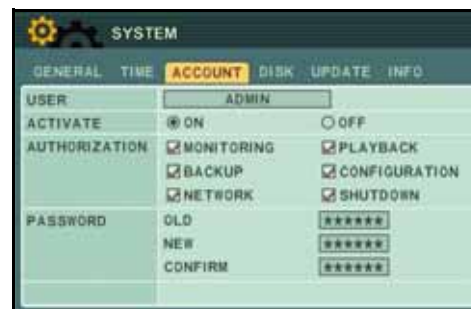 SYSTEM
GENERAL TIME ACCOUNT DISK UPDATE INFO
USER ADMIN
ACTIVATE ON OFF
AUTHORIZATION MONITORING PLAYBACK
BACKUP CONFIGURATION
NETWORK SHUTDOWN
PASSWORD OLD ******
NEW ******
CONFIRM ******